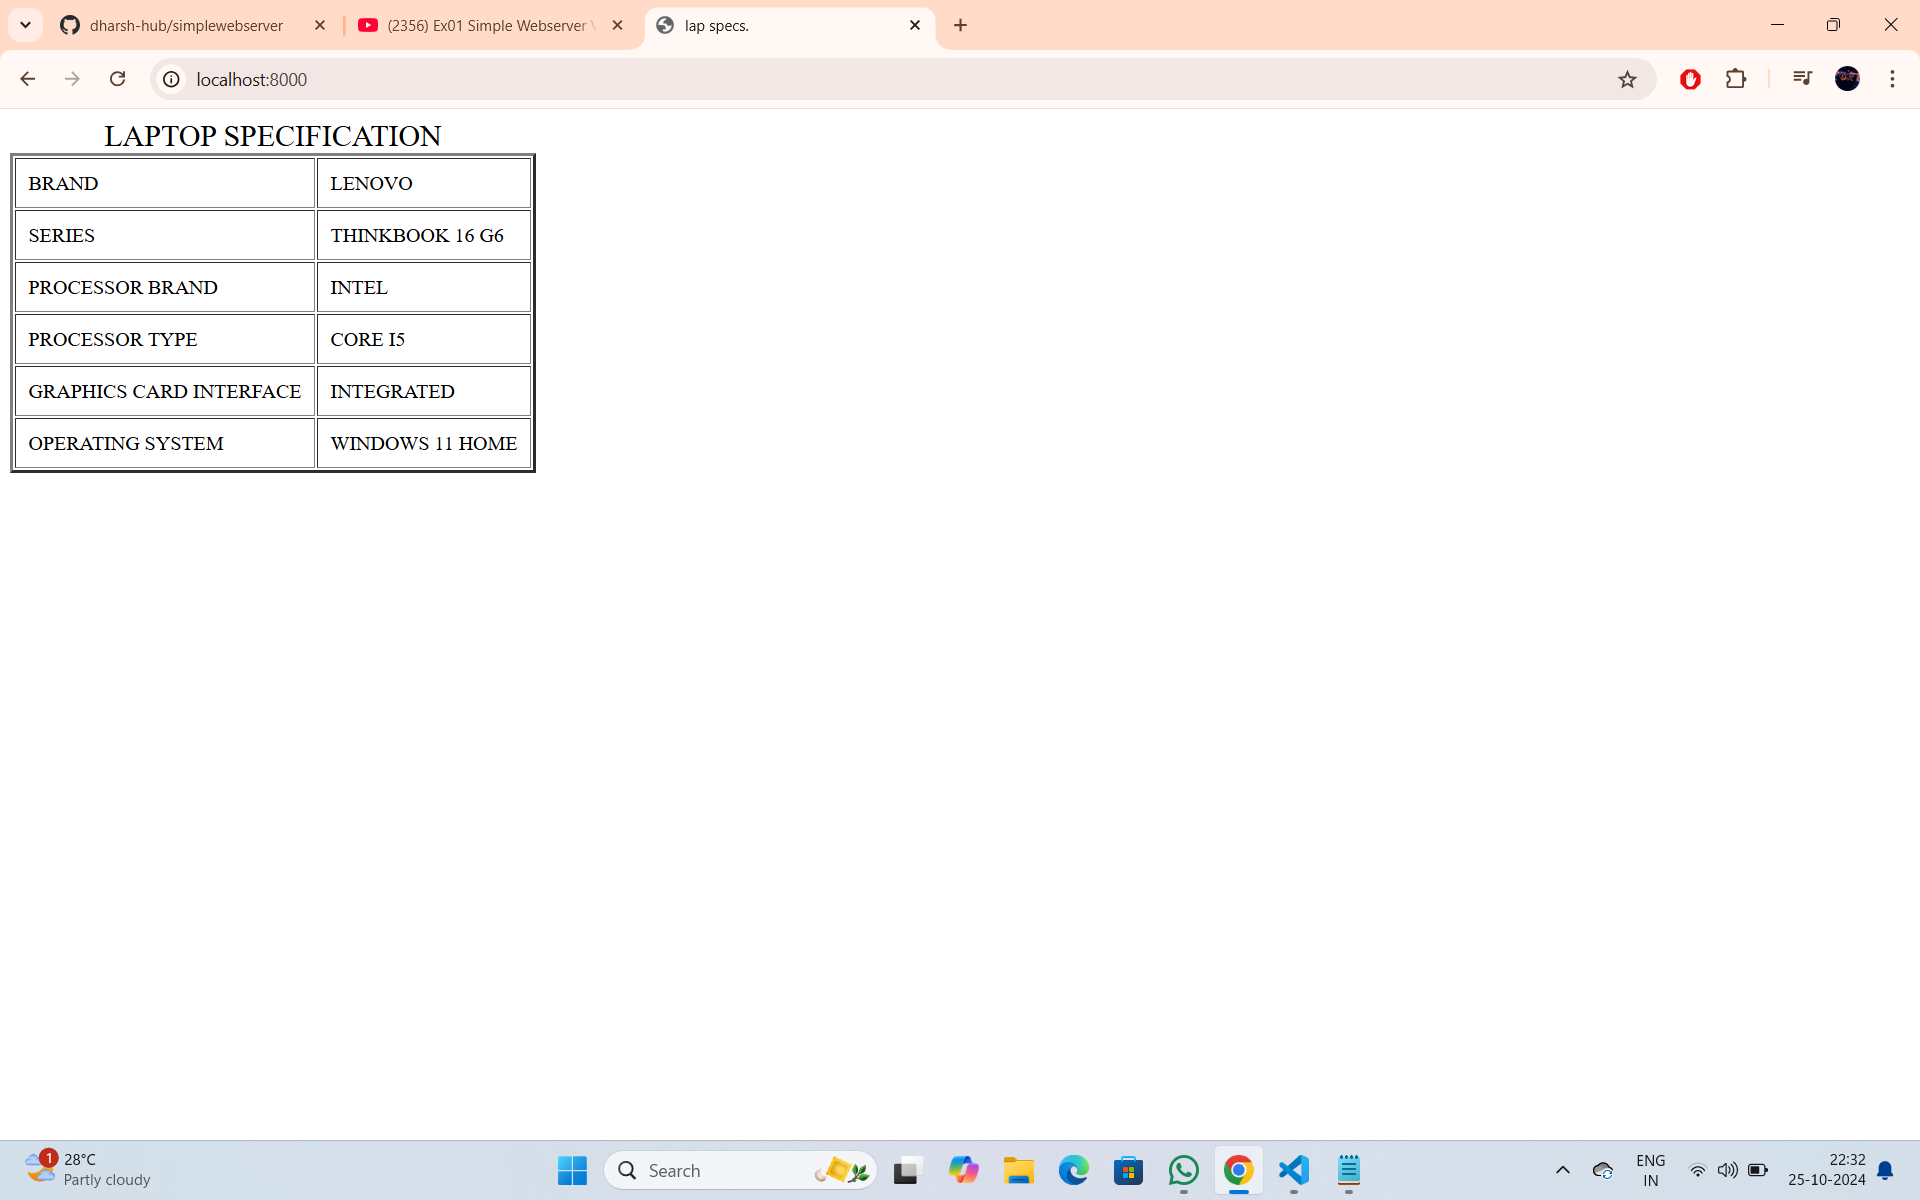 dharsh-hub/simplewebserver
(2356) Ex01 Simple Webserver
lap specs.
localhost:8000
LAPTOP SPECIFICATION
BRAND LENOVO
SERIES THINKBOOK 16 G6
PROCESSOR BRAND INTEL
PROCESSOR TYPE CORE I5
GRAPHICS CARD INTERFACE INTEGRATED
OPERATING SYSTEM WINDOWS 11 HOME
1
28°C
Partly cloudy
Search
ENG
IN
22:32
25-10-2024